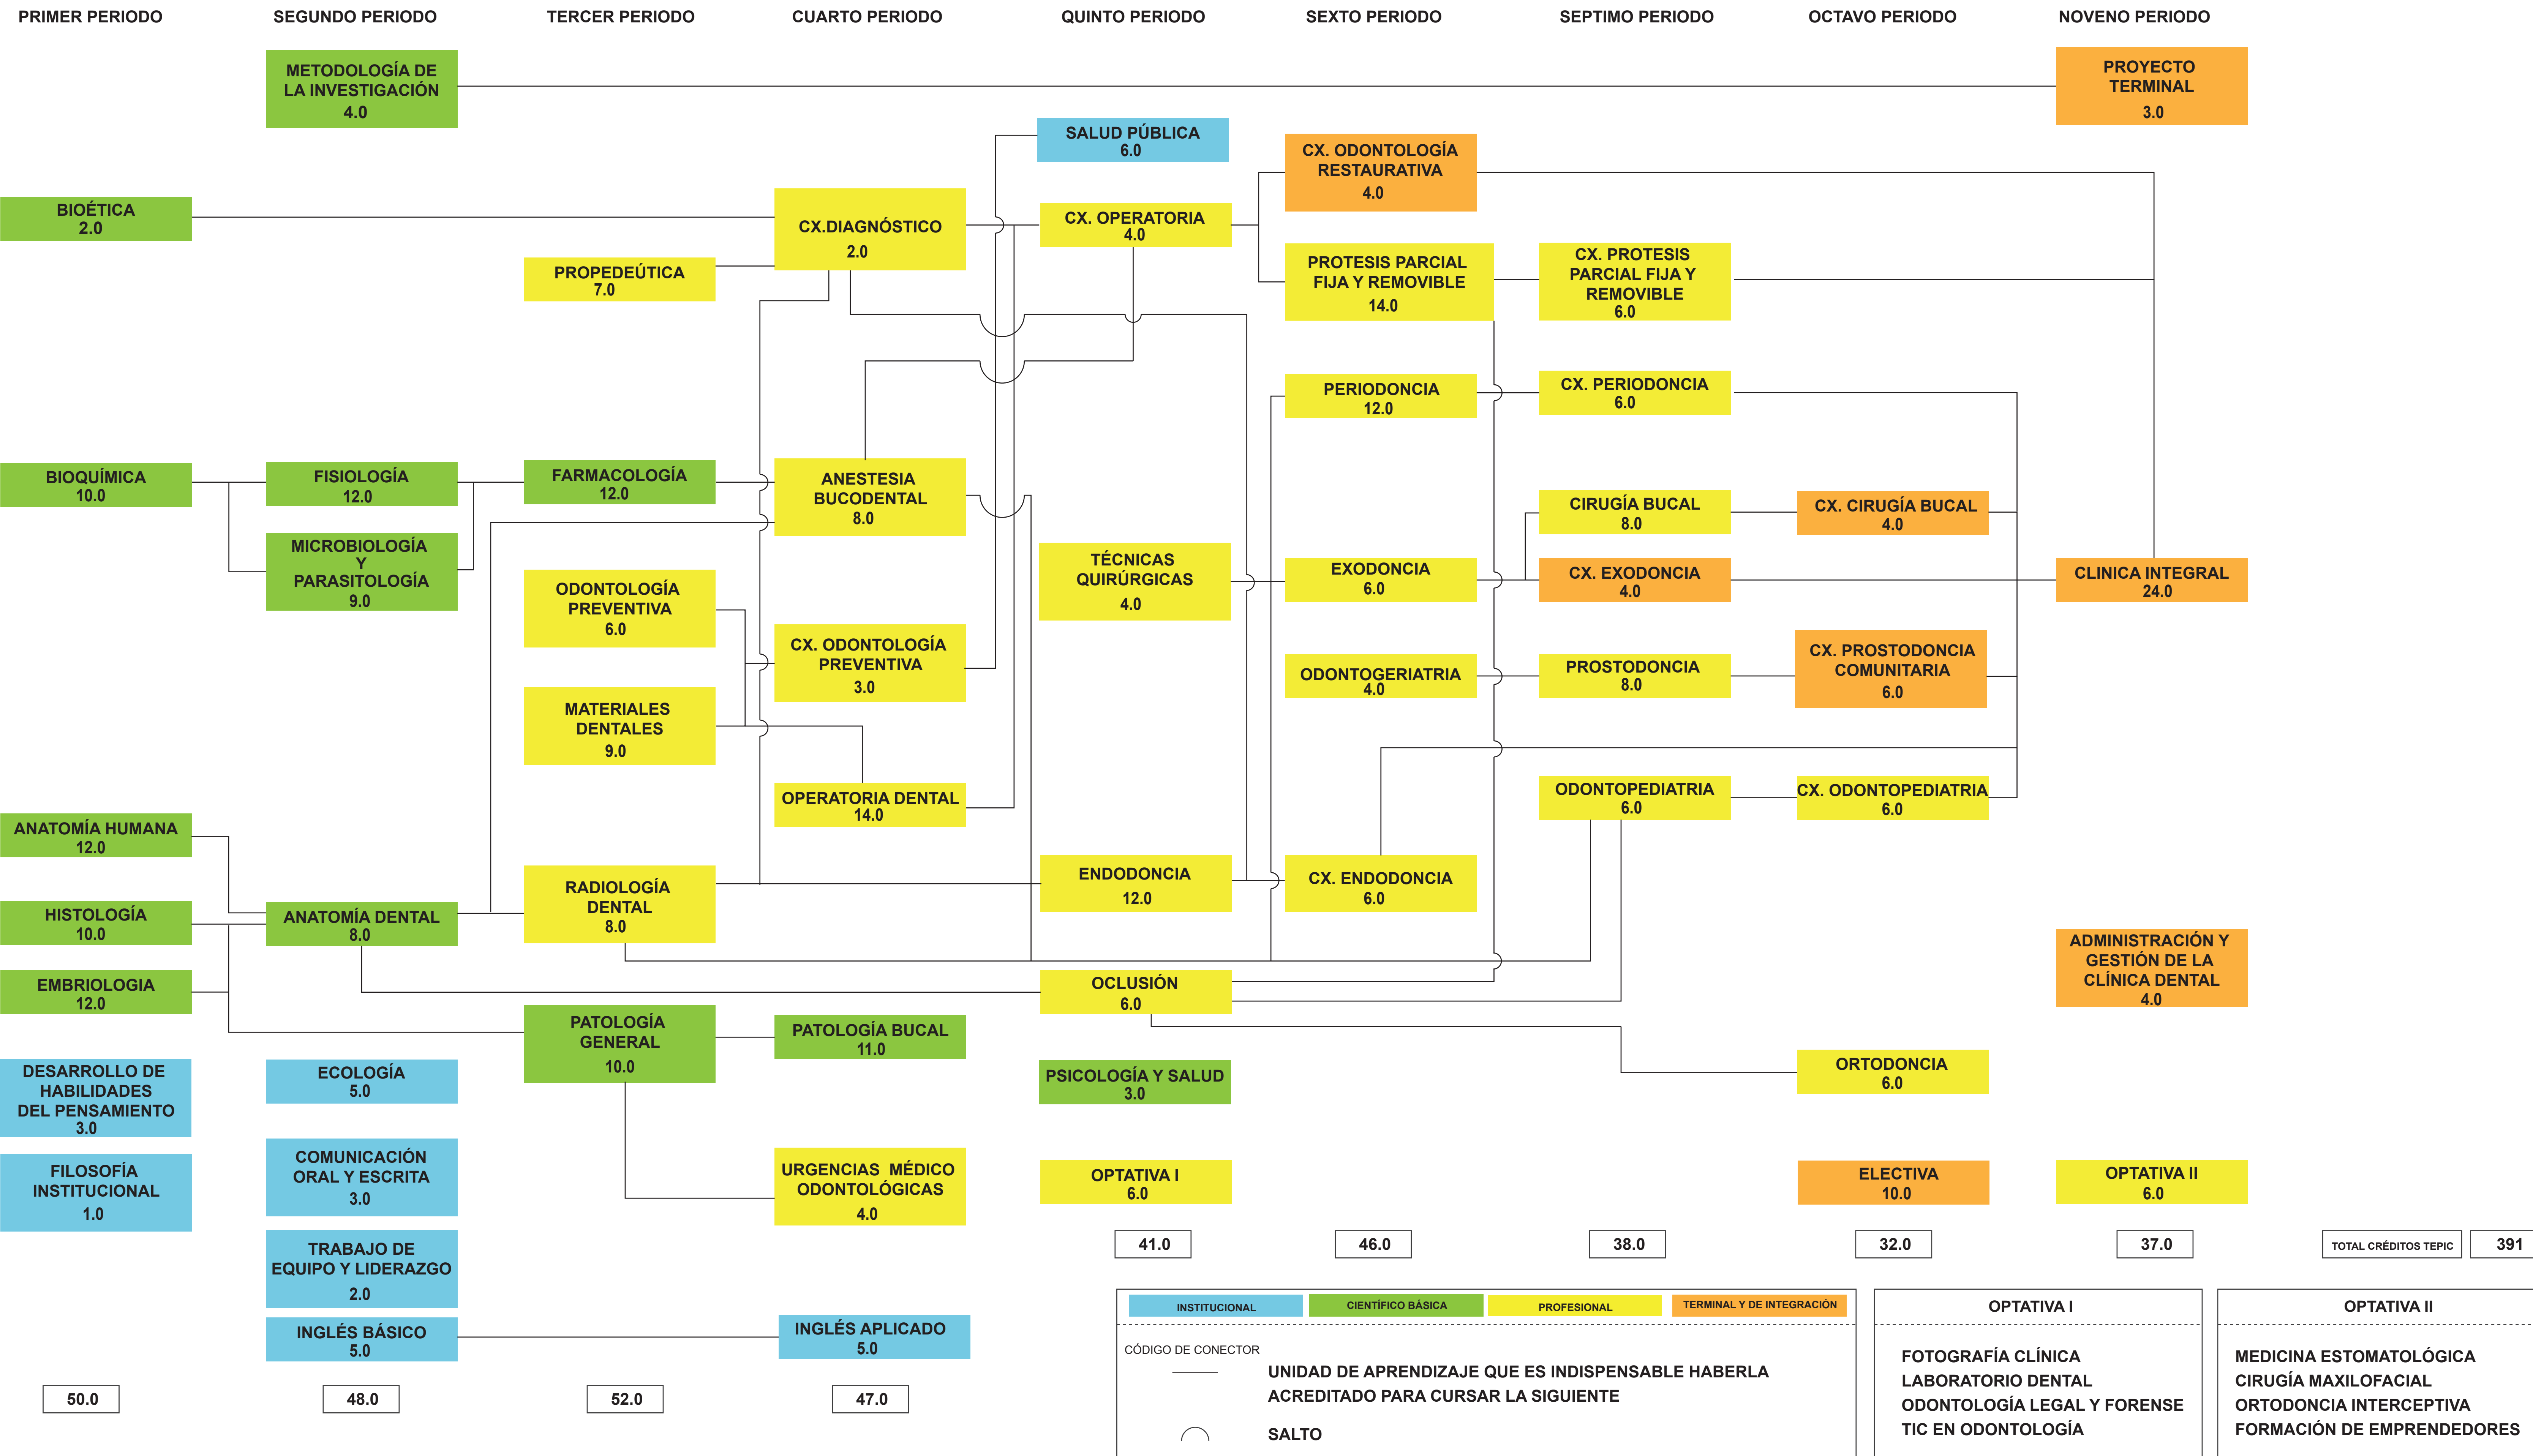 PRIMER PERIODO
SEGUNDO PERIODO
TERCER PERIODO
CUARTO PERIODO
QUINTO PERIODO
SEXTO PERIODO
SEPTIMO PERIODO
OCTAVO PERIODO
NOVENO PERIODO
BIOÉTICA
2.0
BIOQUÍMICA
10.0
ANATOMÍA HUMANA
12.0
HISTOLOGÍA
10.0
EMBRIOLOGIA
12.0
DESARROLLO DE
HABILIDADES
DEL PENSAMIENTO
3.0
FILOSOFÍA
INSTITUCIONAL
1.0
50.0
METODOLOGÍA DE
LA INVESTIGACIÓN
4.0
FISIOLOGÍA
12.0
MICROBIOLOGÍA
Y
PARASITOLOGÍA
9.0
ANATOMÍA DENTAL
8.0
ECOLOGÍA
5.0
COMUNICACIÓN
ORAL Y ESCRITA
3.0
TRABAJO DE
EQUIPO Y LIDERAZGO
2.0
INGLÉS BÁSICO
5.0
48.0
PROPEDEÚTICA
7.0
FARMACOLOGÍA
12.0
ODONTOLOGÍA
PREVENTIVA
6.0
MATERIALES
DENTALES
9.0
RADIOLOGÍA
DENTAL
8.0
PATOLOGÍA
GENERAL
10.0
52.0
CX.DIAGNÓSTICO
2.0
ANESTESIA
BUCODENTAL
8.0
CX. ODONTOLOGÍA
PREVENTIVA
3.0
OPERATORIA DENTAL
14.0
PATOLOGÍA BUCAL
11.0
URGENCIAS MÉDICO
ODONTOLÓGICAS
4.0
INGLÉS APLICADO
5.0
47.0
SALUD PÚBLICA
6.0
CX. OPERATORIA
4.0
TÉCNICAS
QUIRÚRGICAS
4.0
ENDODONCIA
12.0
OCLUSIÓN
6.0
PSICOLOGÍA Y SALUD
3.0
OPTATIVA I
6.0
41.0
CX. ODONTOLOGÍA
RESTAURATIVA
4.0
PROTESIS PARCIAL
FIJA Y REMOVIBLE
14.0
PERIODONCIA
12.0
EXODONCIA
6.0
ODONTOGERIATRIA
4.0
CX. ENDODONCIA
6.0
46.0
CX. PROTESIS
PARCIAL FIJA Y
REMOVIBLE
6.0
CX. PERIODONCIA
6.0
CIRUGÍA BUCAL
8.0
CX. EXODONCIA
4.0
PROSTODONCIA
8.0
ODONTOPEDIATRIA
6.0
38.0
CX. CIRUGÍA BUCAL
4.0
CX. PROSTODONCIA
COMUNITARIA
6.0
CX. ODONTOPEDIATRIA
6.0
ORTODONCIA
6.0
ELECTIVA
10.0
32.0
PROYECTO
TERMINAL
3.0
CLINICA INTEGRAL
24.0
ADMINISTRACIÓN Y
GESTIÓN DE LA
CLÍNICA DENTAL
4.0
OPTATIVA II
6.0
37.0
TOTAL CRÉDITOS TEPIC
391
INSTITUCIONAL
CIENTÍFICO BÁSICA
PROFESIONAL
TERMINAL Y DE INTEGRACIÓN
CÓDIGO DE CONECTOR
UNIDAD DE APRENDIZAJE QUE ES INDISPENSABLE HABERLA
ACREDITADO PARA CURSAR LA SIGUIENTE
SALTO
OPTATIVA I
FOTOGRAFÍA CLÍNICA
LABORATORIO DENTAL
ODONTOLOGÍA LEGAL Y FORENSE
TIC EN ODONTOLOGÍA
OPTATIVA II
MEDICINA ESTOMATOLÓGICA
CIRUGÍA MAXILOFACIAL
ORTODONCIA INTERCEPTIVA
FORMACIÓN DE EMPRENDEDORES